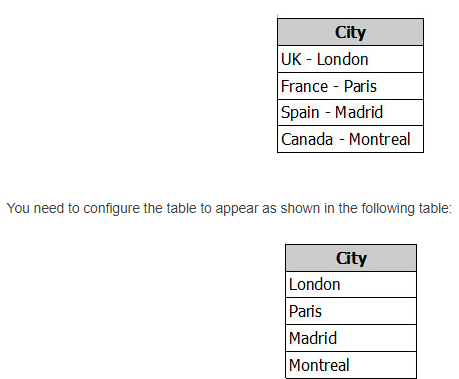 City
UK - London
France - Paris
Spain - Madrid
Canada - Montreal
You need to configure the table to appear as shown in the following table:
City
London
Paris
Madrid
Montreal